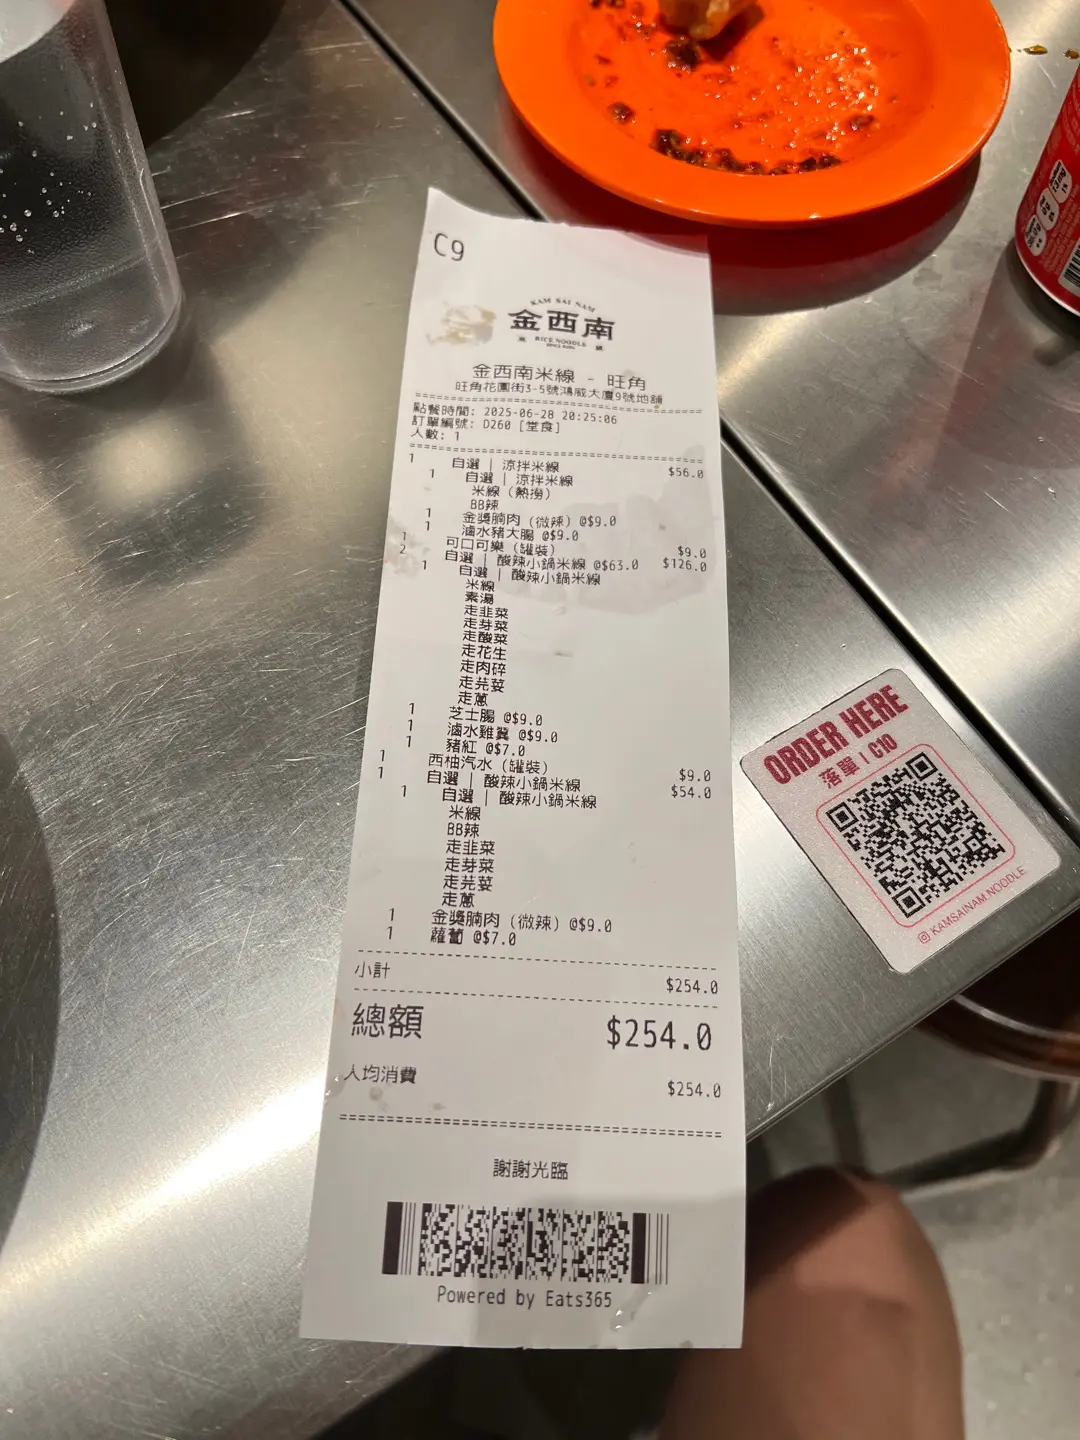 C9
KAM SAI NAM
金西南
RICE NOODLE
金西南米線 - 旺角
旺角花園街3-5號鴻威大廈9號地舖
點餐時間: 2025-06-28 20:25:06
訂單編號: D260 [堂食]
人數: 1
1 自選 | 涼拌米線 $56.0
1 自選 | 涼拌米線
米線 (熱撈)
BB辣
1 金獎腩肉 (微辣) @$9.0
1 滷水豬大腸 @$9.0
1 可口可樂 (罐裝) $9.0
2 自選 | 酸辣小鍋米線 @$63.0 $126.0
1 自選 | 酸辣小鍋米線
米線
素湯
走韭菜
走芽菜
走酸菜
走花生
走肉碎
走芫荽
走蔥
1 芝士腸 @$9.0
1 滷水雞翼 @$9.0
1 豬紅 @$7.0
1 西柚汽水 (罐裝) $9.0
1 自選 | 酸辣小鍋米線 $54.0
1 自選 | 酸辣小鍋米線
米線
BB辣
走韭菜
走芽菜
走芫荽
走蔥
1 金獎腩肉 (微辣) @$9.0
1 蘿蔔 @$7.0
小計 $254.0
總額 $254.0
人均消費 $254.0
謝謝光臨
Powered by Eats365
ORDER HERE
落單 | C10
KAMSAINAM.NOODLE